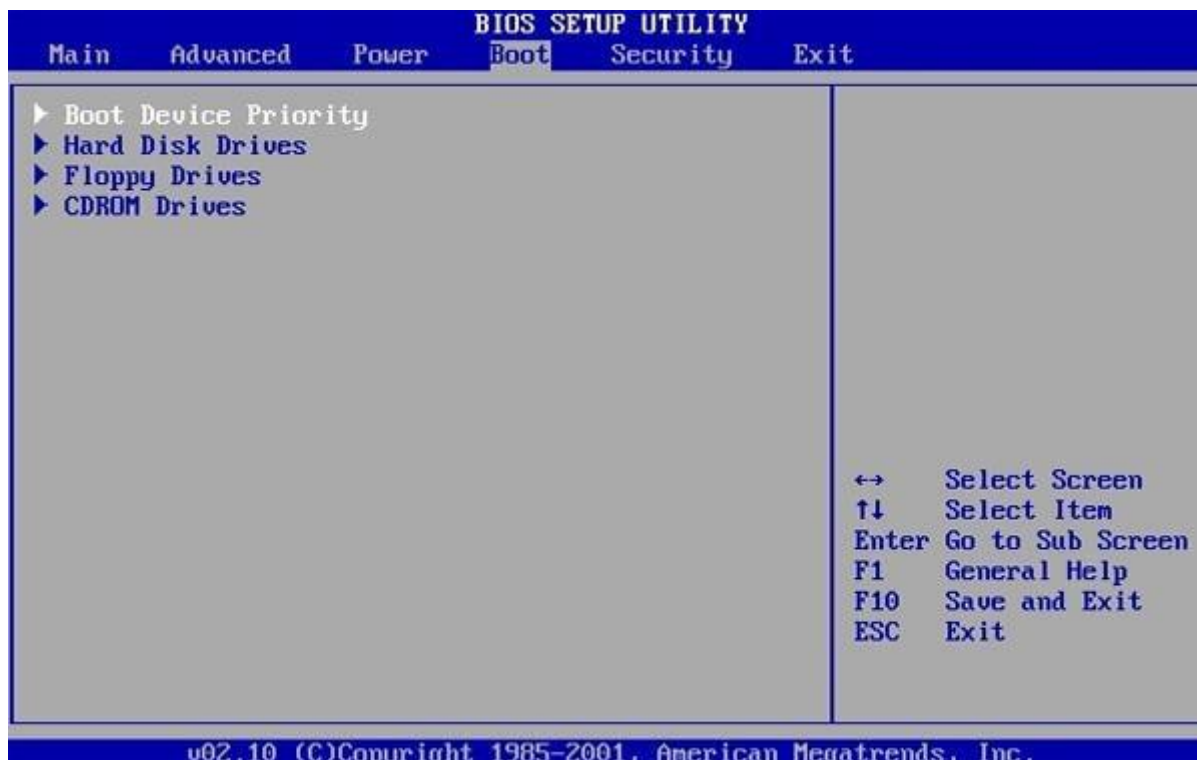 BIOS SETUP UTILITY
Main Advanced Power Boot Security Exit
Boot Device Priority
Hard Disk Drives
Floppy Drives
CDROM Drives
↔ Select Screen
↑↓ Select Item
Enter Go to Sub Screen
F1 General Help
F10 Save and Exit
ESC Exit
v02.10 (C)Copyright 1985-2001, American Megatrends, Inc.